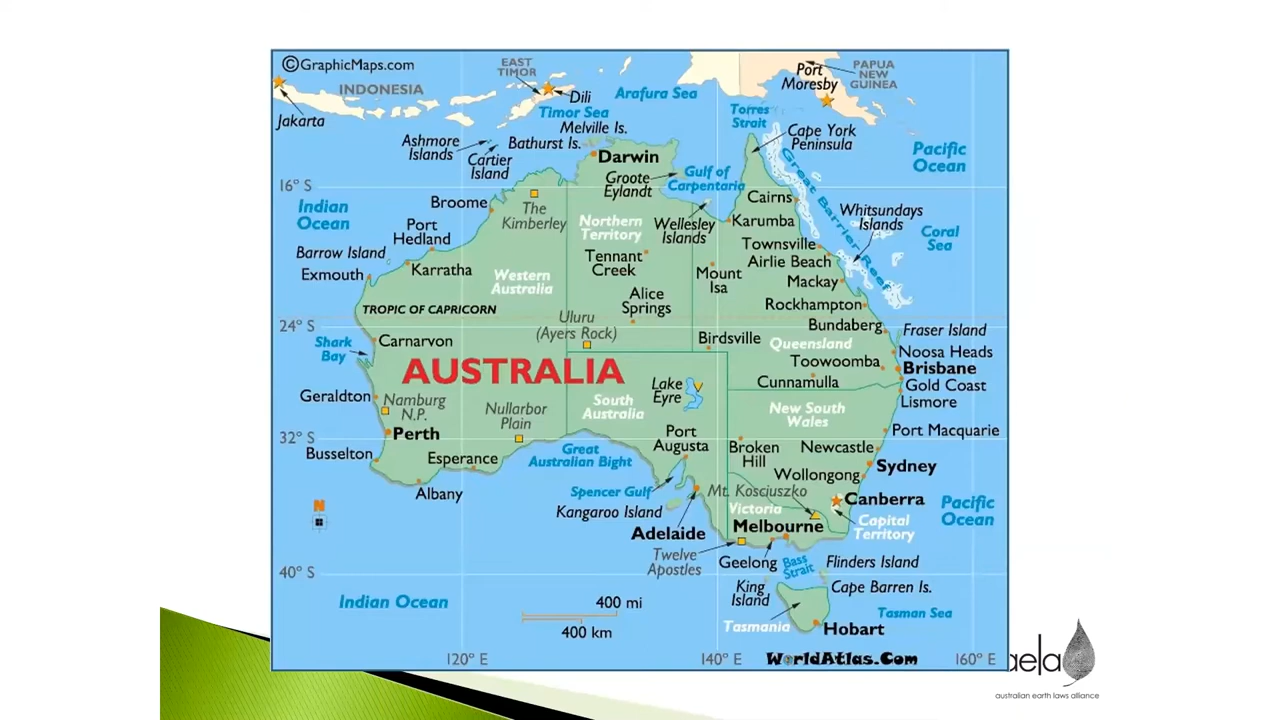 ©GraphicMaps.com
EAST
TIMOR
Port
Moresby
PAPUA
NEW
GUINEA
INDONESIA
Dili
Arafura Sea
Jakarta
Timor Sea
Torres
Strait
Melville Is.
Cape York
Peninsula
Ashmore
Islands
Bathurst Is.
Cartier
Island
Darwin
Pacific
Ocean
Groote
Eylandt
Gulf of
Carpentaria
Great Barrier Reef
16° S
Indian
Ocean
Broome
The
Kimberley
Northern
Territory
Wellesley
Islands
Cairns
Karumba
Whitsundays
Islands
Port
Hedland
Coral
Sea
Barrow Island
Exmouth
Karratha
Western
Australia
Tennant
Creek
Mount
Isa
Townsville
Airlie Beach
Mackay
TROPIC OF CAPRICORN
Alice
Springs
Rockhampton
24° S
Uluru
(Ayers Rock)
Bundaberg
Fraser Island
Shark
Bay
Carnarvon
Birdsville
Queensland
Noosa Heads
AUSTRALIA
Toowoomba
Brisbane
Lake
Eyre
Cunnamulla
Gold Coast
Geraldton
Namburg
N.P.
Nullarbor
Plain
South
Australia
New South
Wales
Lismore
32° S
Perth
Port
Augusta
Port Macquarie
Busselton
Esperance
Great
Australian Bight
Broken
Hill
Newcastle
Sydney
Albany
Spencer Gulf
Wollongong
Mt. Kosciuszko
Kangaroo Island
Victoria
Canberra
Pacific
Ocean
N
Adelaide
Melbourne
Capital
Territory
Twelve
Apostles
Geelong
Bass
Strait
Flinders Island
40° S
King
Island
Cape Barren Is.
Indian Ocean
400 mi
400 km
Tasmania
Tasman Sea
Hobart
120° E
140° E
WorldAtlas.Com
160° E
aela
australian earth laws alliance